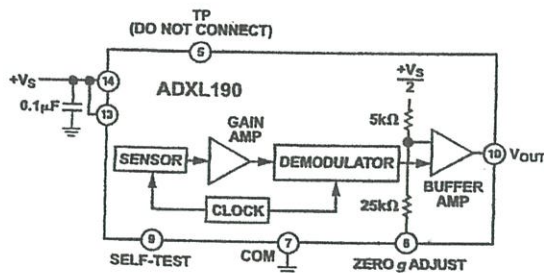 TP
(DO NOT CONNECT)
5
+VS
14
ADXL190
+VS
2
0.1µF
13
GAIN
AMP
5kΩ
SENSOR
DEMODULATOR
10
VOUT
BUFFER
AMP
CLOCK
25kΩ
9
7
8
SELF-TEST
COM
ZERO g ADJUST